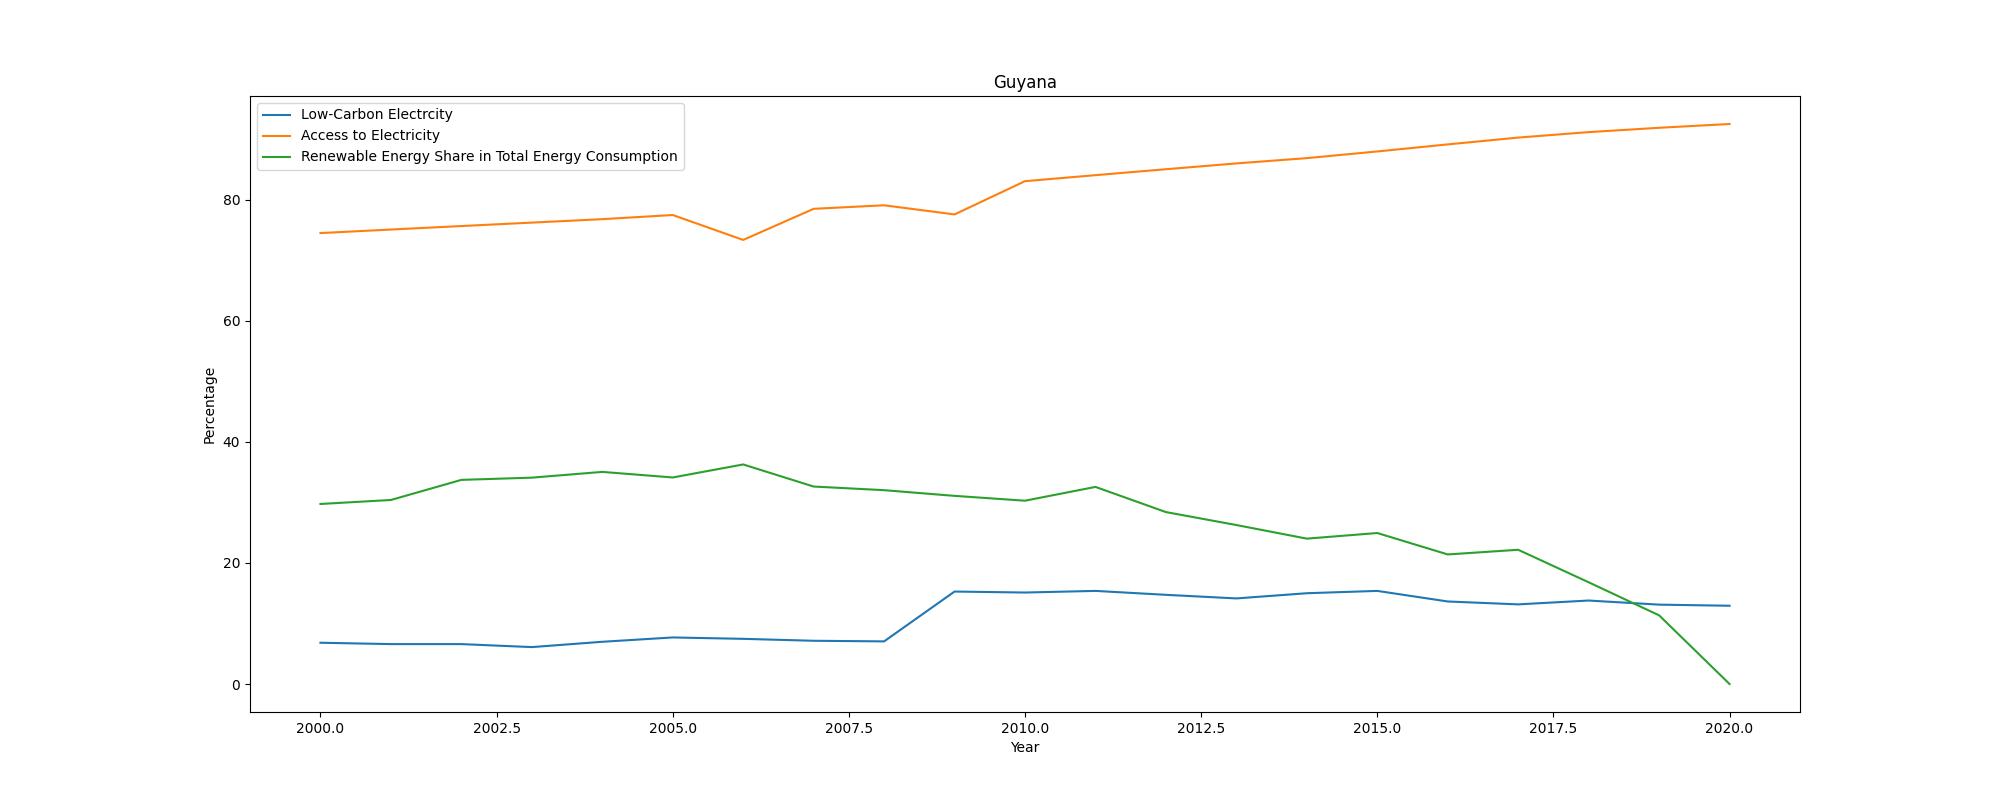 Guyana
Low-Carbon Electrcity
Access to Electricity
Renewable Energy Share in Total Energy Consumption
80
60
40
20
0
Percentage
2000.0 2002.5 2005.0 2007.5 2010.0 2012.5 2015.0 2017.5 2020.0
Year